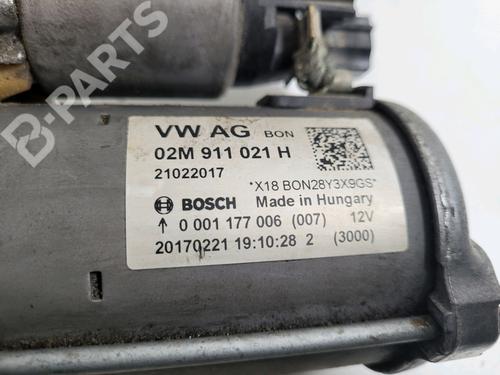 B-PARTS
VW AG BON
02M 911 021 H
21022017
*X18 BON28Y3X9GS*
BOSCH Made in Hungary
↑ 0 001 177 006 (007) 12V
20170221 19:10:28 2 (3000)